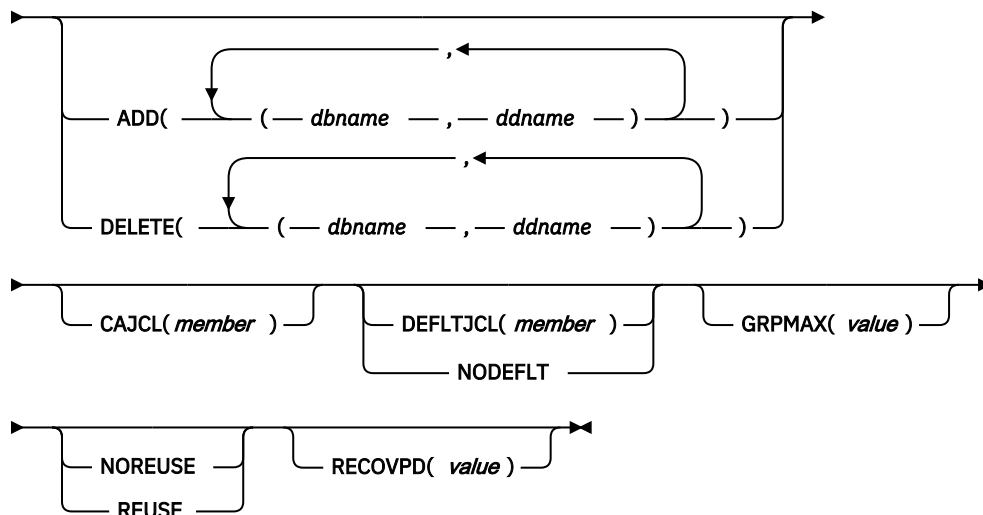 ,
ADD( ( dbname , ddname ) )
,
DELETE( ( dbname , ddname ) )
CAJCL( member ) DEFLTJCL( member ) GRPMAX( value )
NODEFLT
NOREUSE RECOVPD( value )
REUSE